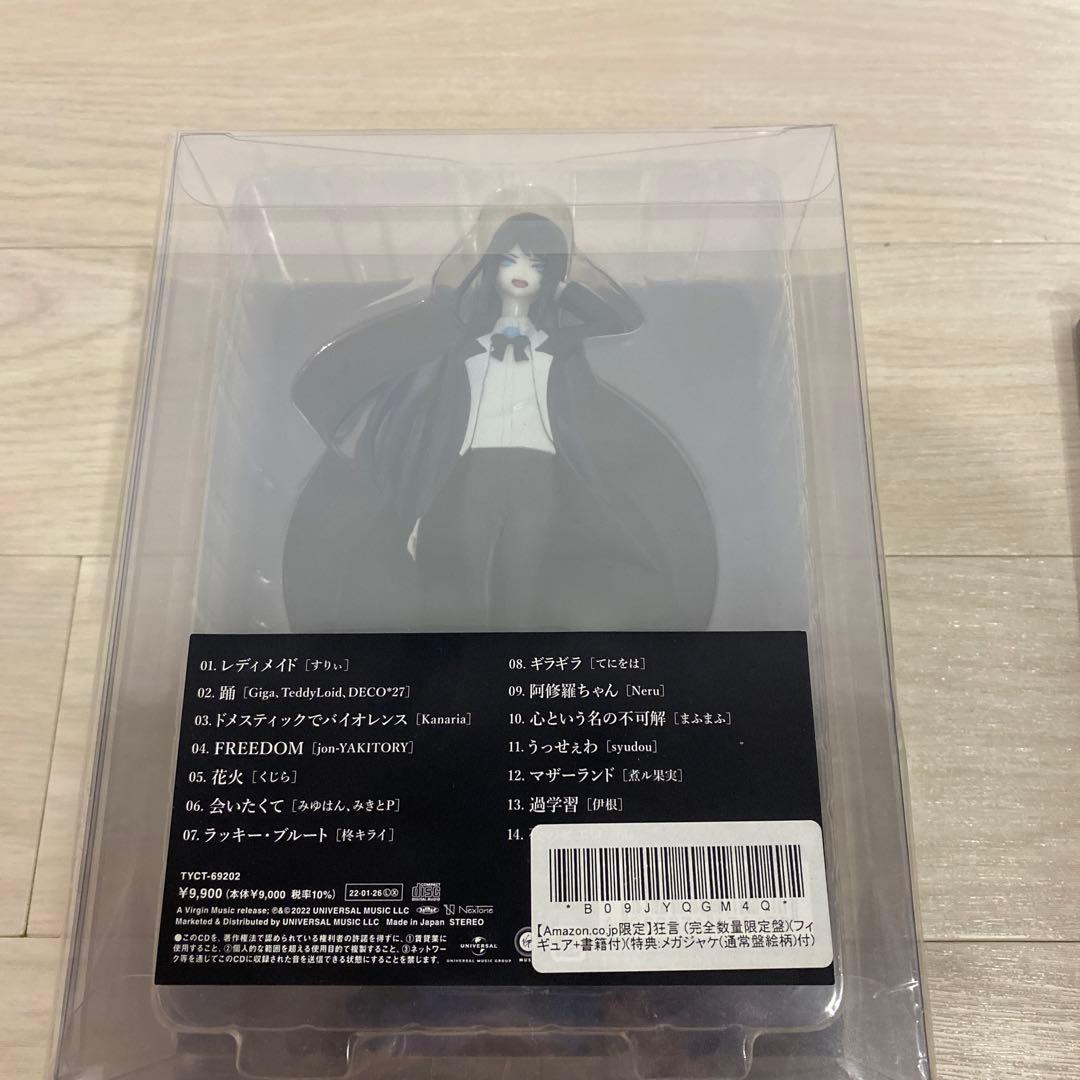 01. レディメイド［すりぃ］
02. 踊［Giga、TeddyLoid、DECO*27］
03. ドメスティックでバイオレンス［Kanaria］
04. FREEDOM［jon-YAKITORY］
05. 花火［くじら］
06. 会いたくて［みゆはん、みきとP］
07. ラッキー・ブルート［柊キライ］
08. ギラギラ［てにをは］
09. 阿修羅ちゃん［Neru］
10. 心という名の不可解［まふまふ］
11. うっせぇわ［syudou］
12. マザーランド［煮ル果実］
13. 過学習［伊根］
14.
TYCT-69202
¥9,900（本体¥9,000 税率10%） 22·01·26 Ⓛ Ⓧ COMPACT disc DIGITAL AUDIO
A Virgin Music release; ℗&©2022 UNIVERSAL MUSIC LLC NexTone
Marketed & Distributed by UNIVERSAL MUSIC LLC Made in Japan STEREO
●このCDを、著作権法で認められている権利者の許諾を得ずに、①賃貸業に
使用すること、②個人的な範囲を超える使用目的で複製すること、③ネットワー
ク等を通じてこのCDに収録された音を送信できる状態にすることを禁じます。
UNIVERSAL
UNIVERSAL MUSIC GROUP
*B09JYQGM4Q*
【Amazon.co.jp限定】狂言 (完全数量限定盤)(フィ
ギュア+書籍付)(特典:メガジャケ(通常盤絵柄)付)